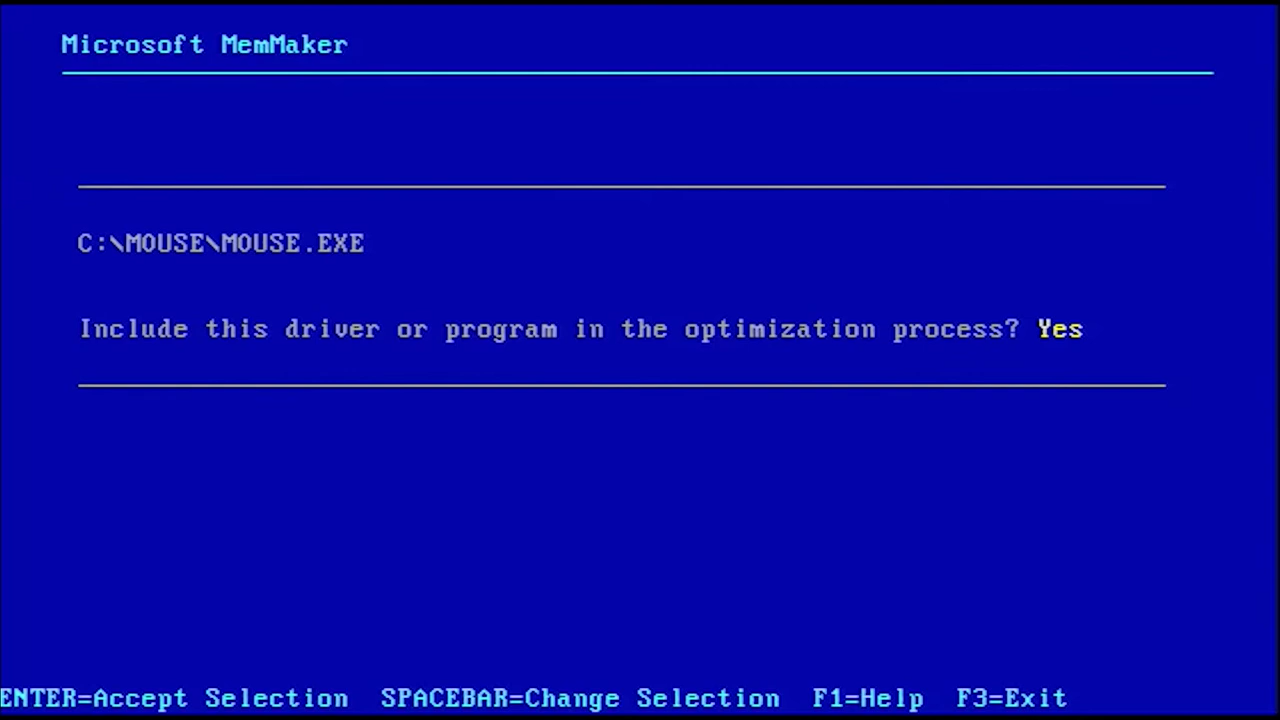 Microsoft MemMaker
C:\MOUSE\MOUSE.EXE
Include this driver or program in the optimization process? Yes
ENTER=Accept Selection SPACEBAR=Change Selection F1=Help F3=Exit